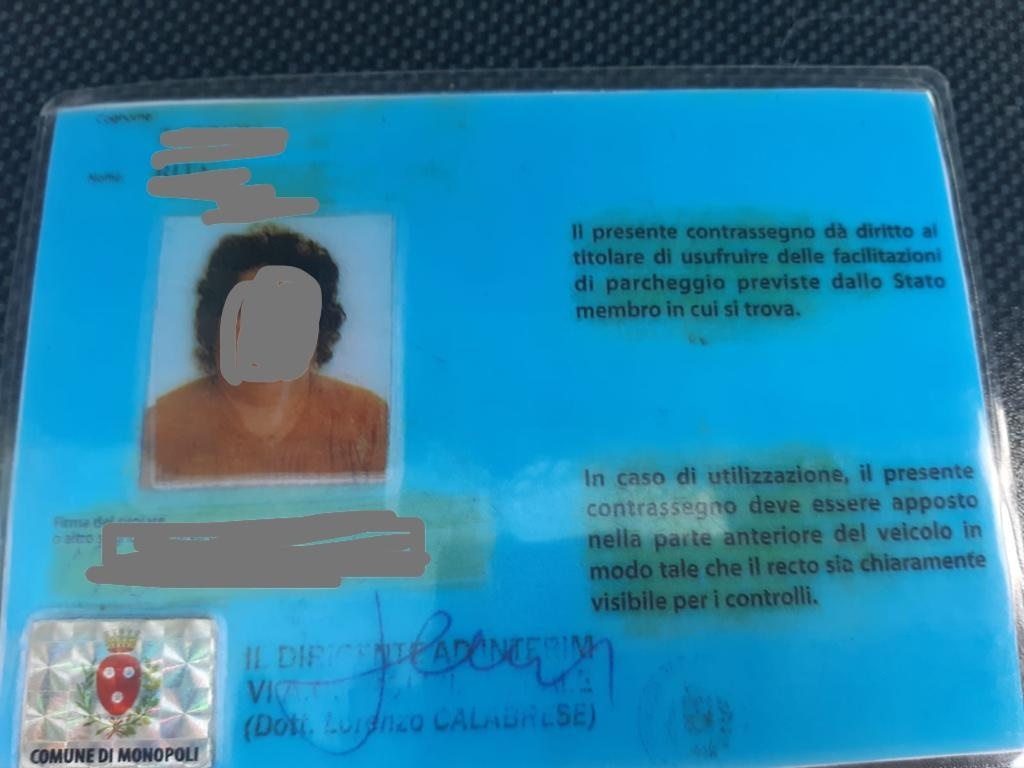 Cognome:
Nome:
Il presente contrassegno dà diritto al
titolare di usufruire delle facilitazioni
di parcheggio previste dallo Stato
membro in cui si trova.
Firma del
o altro
In caso di utilizzazione, il presente
contrassegno deve essere apposto
nella parte anteriore del veicolo in
modo tale che il recto sia chiaramente
visibile per i controlli.
IL DIRIGENTE AD INTERIM
(Dott. Lorenzo CALABRESE)
COMUNE DI MONOPOLI